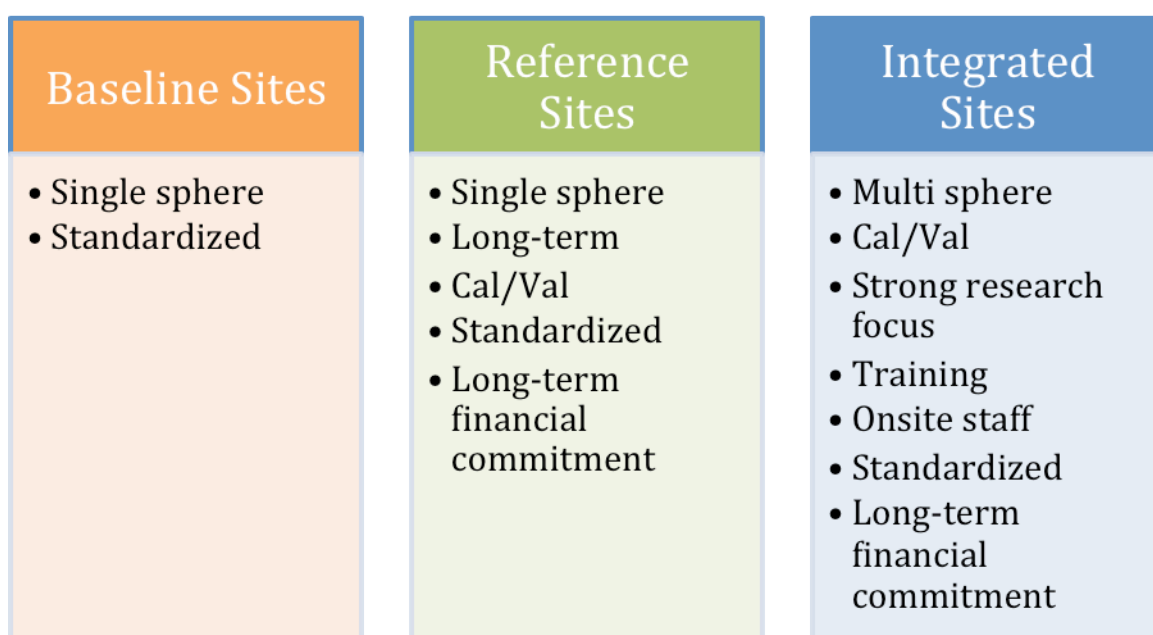 Baseline Sites
• Single sphere
• Standardized
Reference
Sites
• Single sphere
• Long-term
• Cal/Val
• Standardized
• Long-term
financial
commitment
Integrated
Sites
• Multi sphere
• Cal/Val
• Strong research
focus
• Training
• Onsite staff
• Standardized
• Long-term
financial
commitment